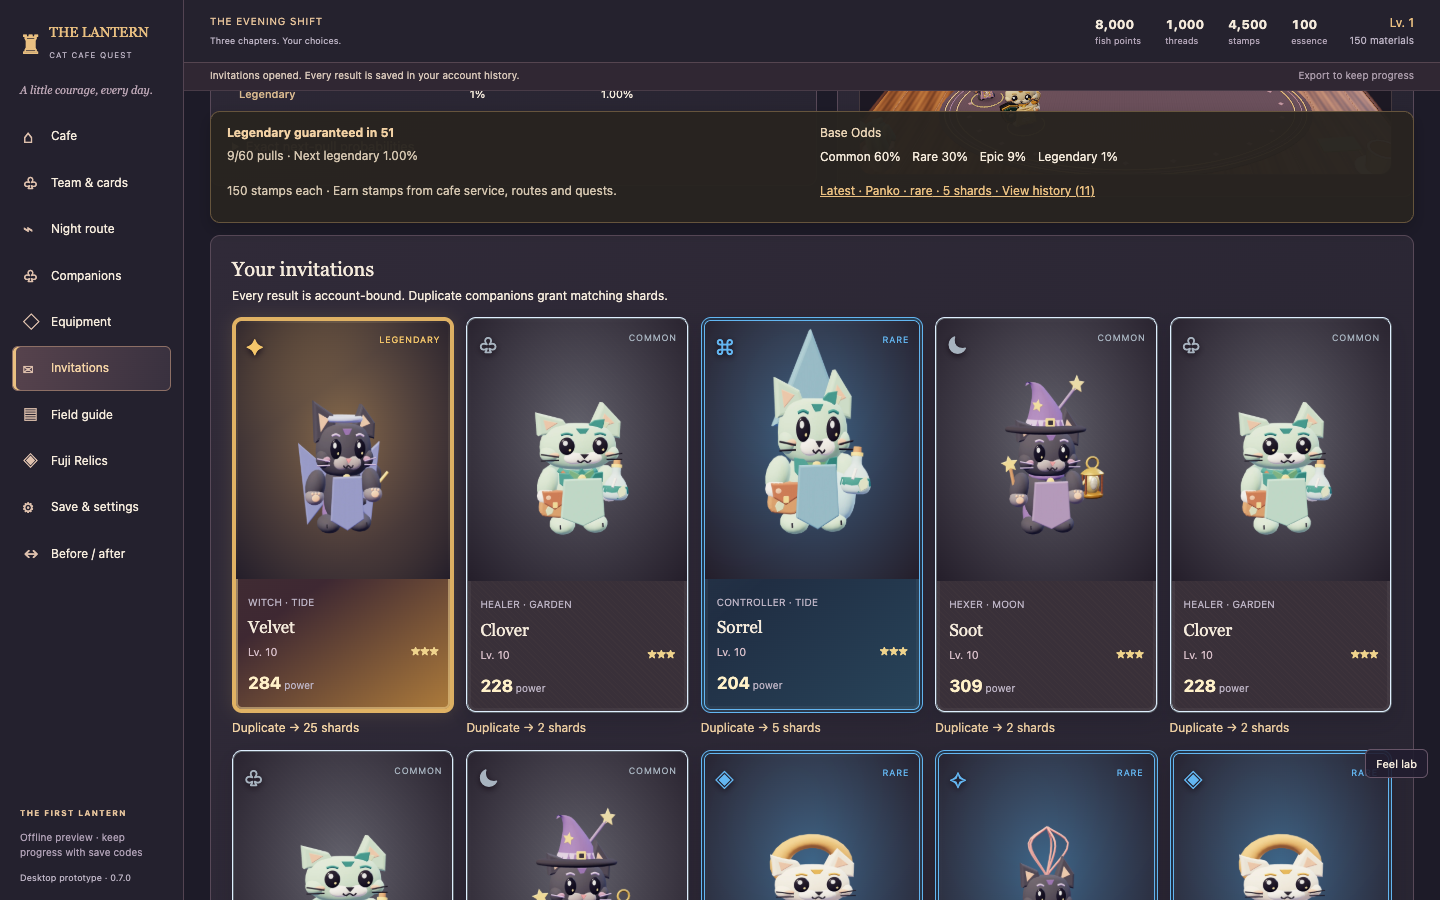 THE LANTERN
CAT CAFE QUEST
A little courage, every day.
Cafe
Team & cards
Night route
Companions
Equipment
Invitations
Field guide
Fuji Relics
Save & settings
Before / after
THE FIRST LANTERN
Offline preview · keep
progress with save codes
Desktop prototype · 0.7.0
THE EVENING SHIFT
Three chapters. Your choices.
8,000 fish points
1,000 threads
4,500 stamps
100 essence
Lv. 1
150 materials
Invitations opened. Every result is saved in your account history.
Export to keep progress
Legendary 1% 1.00%
Legendary guaranteed in 51
9/60 pulls · Next legendary 1.00%
150 stamps each · Earn stamps from cafe service, routes and quests.
Base Odds
Common 60% Rare 30% Epic 9% Legendary 1%
Latest · Panko · rare · 5 shards · View history (11)
Your invitations
Every result is account-bound. Duplicate companions grant matching shards.
LEGENDARY
WITCH · TIDE
Velvet
Lv. 10
284 power
Duplicate → 25 shards
COMMON
HEALER · GARDEN
Clover
Lv. 10
228 power
Duplicate → 2 shards
RARE
CONTROLLER · TIDE
Sorrel
Lv. 10
204 power
Duplicate → 5 shards
COMMON
HEXER · MOON
Soot
Lv. 10
309 power
Duplicate → 2 shards
COMMON
HEALER · GARDEN
Clover
Lv. 10
228 power
Duplicate → 2 shards
COMMON
COMMON
RARE
RARE
Feel lab